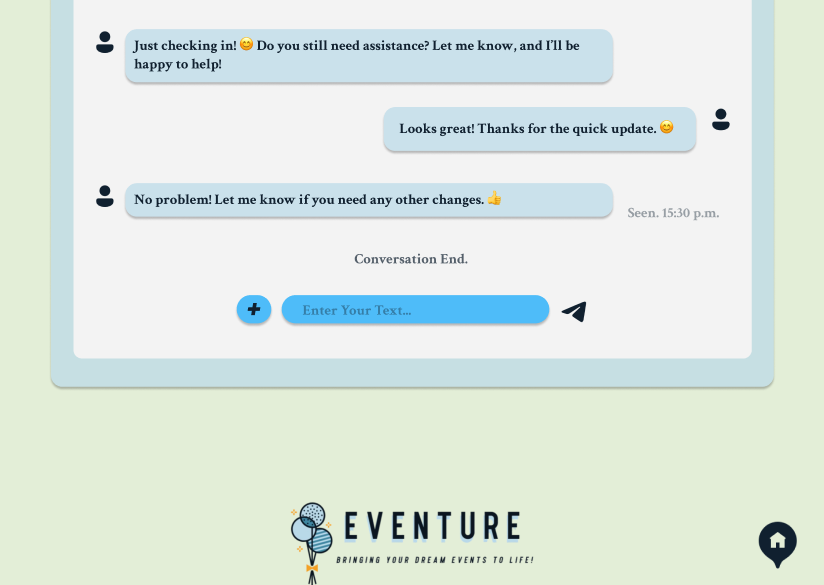 Just checking in! 😊 Do you still need assistance? Let me know, and I'll be
happy to help!
Looks great! Thanks for the quick update. 😊
No problem! Let me know if you need any other changes. 👍
Seen. 15:30 p.m.
Conversation End.
Enter Your Text...
EVENTURE
BRINGING YOUR DREAM EVENTS TO LIFE!